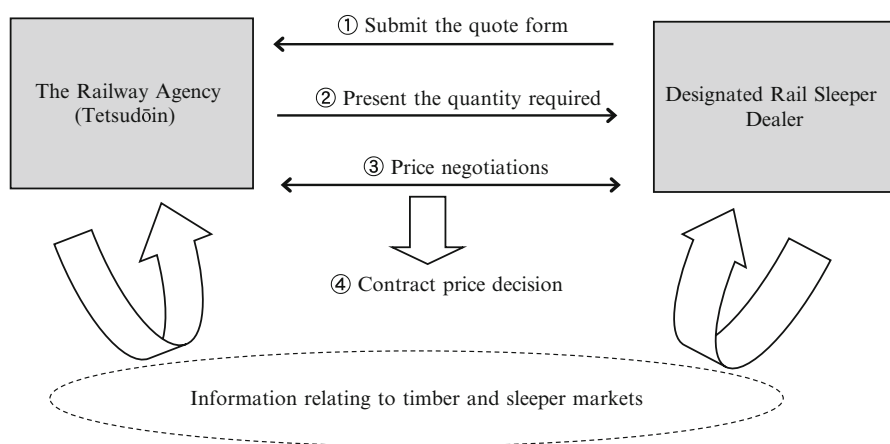 ① Submit the quote form
The Railway Agency
(Tetsudōin)
② Present the quantity required
Designated Rail Sleeper
Dealer
③ Price negotiations
④ Contract price decision
Information relating to timber and sleeper markets